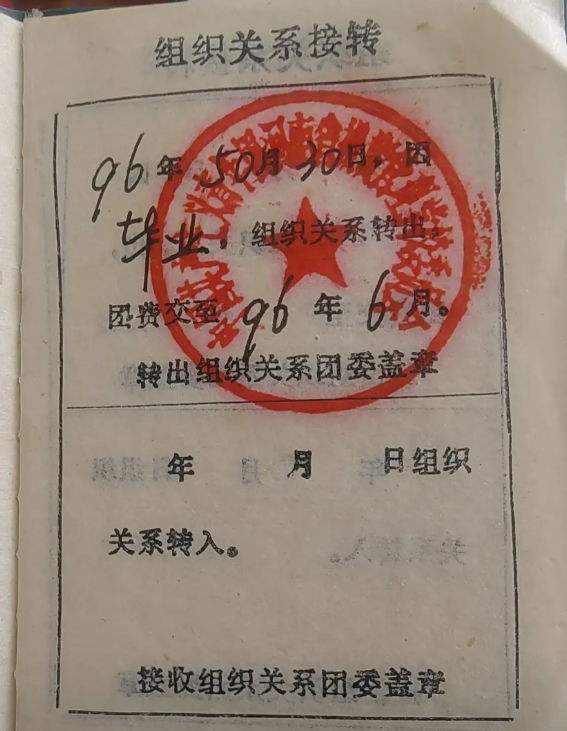 组织关系接转
96年50月30日，因
毕业，组织关系转出，
团费交至96年6月。
转出组织关系团委盖章
年 月 日组织
关系转入。
接收组织关系团委盖章